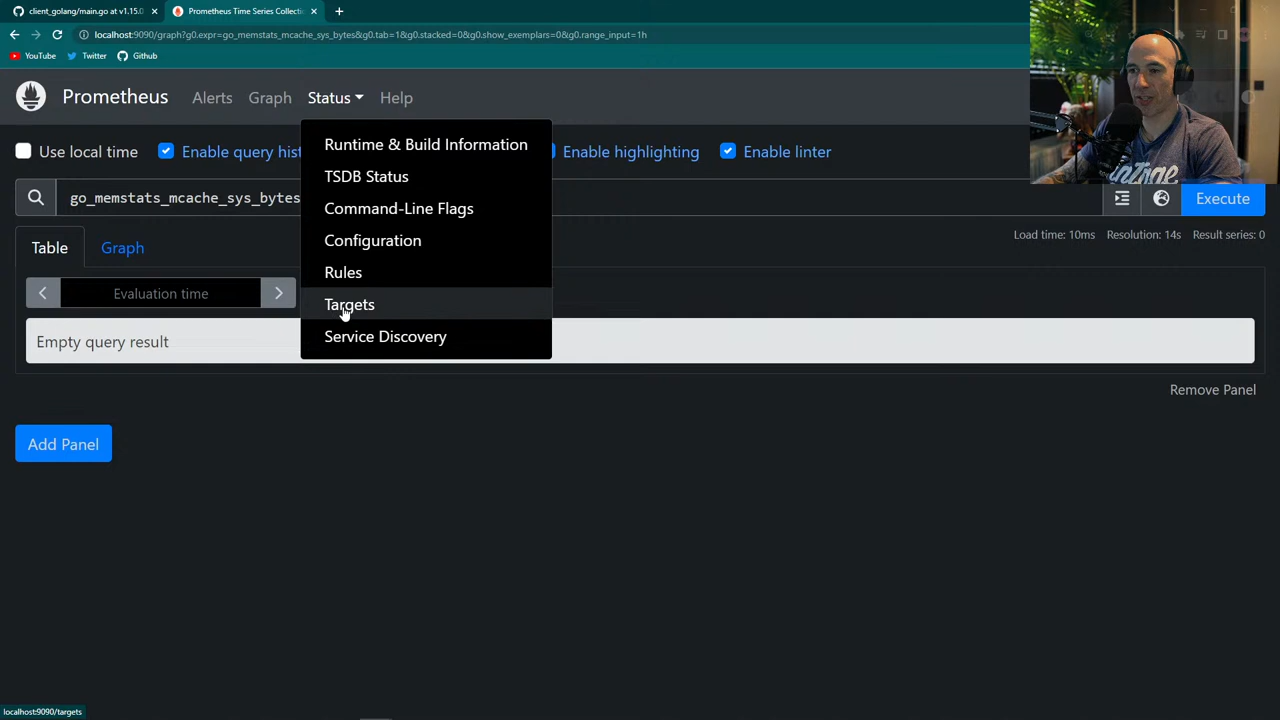 client_golang/main.go at v1.15.0
Prometheus Time Series Collecti
localhost:9090/graph?g0.expr=go_memstats_mcache_sys_bytes&g0.tab=1&g0.stacked=0&g0.show_exemplars=0&g0.range_input=1h
YouTube
Twitter
Github
Prometheus
Alerts
Graph
Status
Help
Use local time
Enable query hist
Enable highlighting
Enable linter
Runtime & Build Information
TSDB Status
Command-Line Flags
Configuration
Rules
Targets
Service Discovery
go_memstats_mcache_sys_bytes
Execute
Table
Graph
Load time: 10ms Resolution: 14s Result series: 0
Evaluation time
Empty query result
Remove Panel
Add Panel
localhost:9090/targets